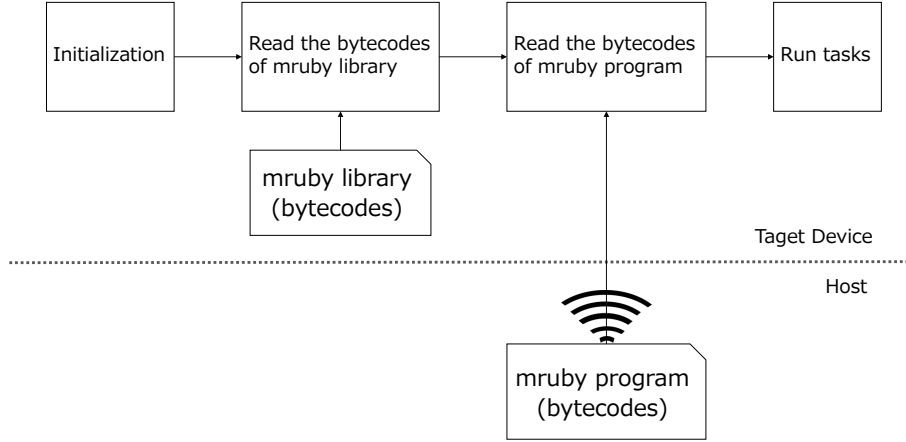 Initialization
Read the bytecodes
of mruby library
Read the bytecodes
of mruby program
Run tasks
mruby library
(bytecodes)
Taget Device
Host
mruby program
(bytecodes)